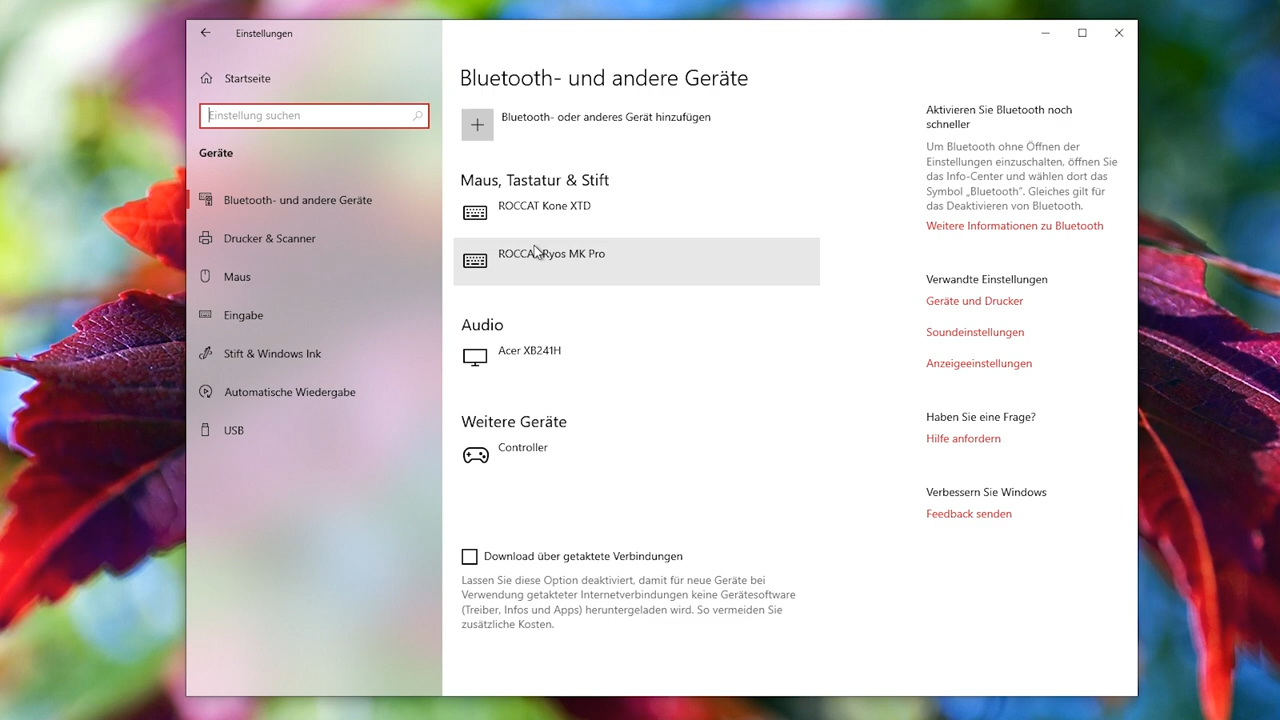 Einstellungen
Startseite
Einstellung suchen
Geräte
Bluetooth- und andere Geräte
Drucker & Scanner
Maus
Eingabe
Stift & Windows Ink
Automatische Wiedergabe
USB
Bluetooth- und andere Geräte
Bluetooth- oder anderes Gerät hinzufügen
Maus, Tastatur & Stift
ROCCAT Kone XTD
ROCCAT Ryos MK Pro
Audio
Acer XB241H
Weitere Geräte
Controller
Download über getaktete Verbindungen
Lassen Sie diese Option deaktiviert, damit für neue Geräte bei
Verwendung getakteter Internetverbindungen keine Gerätesoftware
(Treiber, Infos und Apps) heruntergeladen wird. So vermeiden Sie
zusätzliche Kosten.
Aktivieren Sie Bluetooth noch
schneller
Um Bluetooth ohne Öffnen der
Einstellungen einzuschalten, öffnen Sie
das Info-Center und wählen dort das
Symbol „Bluetooth". Gleiches gilt für
das Deaktivieren von Bluetooth.
Weitere Informationen zu Bluetooth
Verwandte Einstellungen
Geräte und Drucker
Soundeinstellungen
Anzeigeeinstellungen
Haben Sie eine Frage?
Hilfe anfordern
Verbessern Sie Windows
Feedback senden